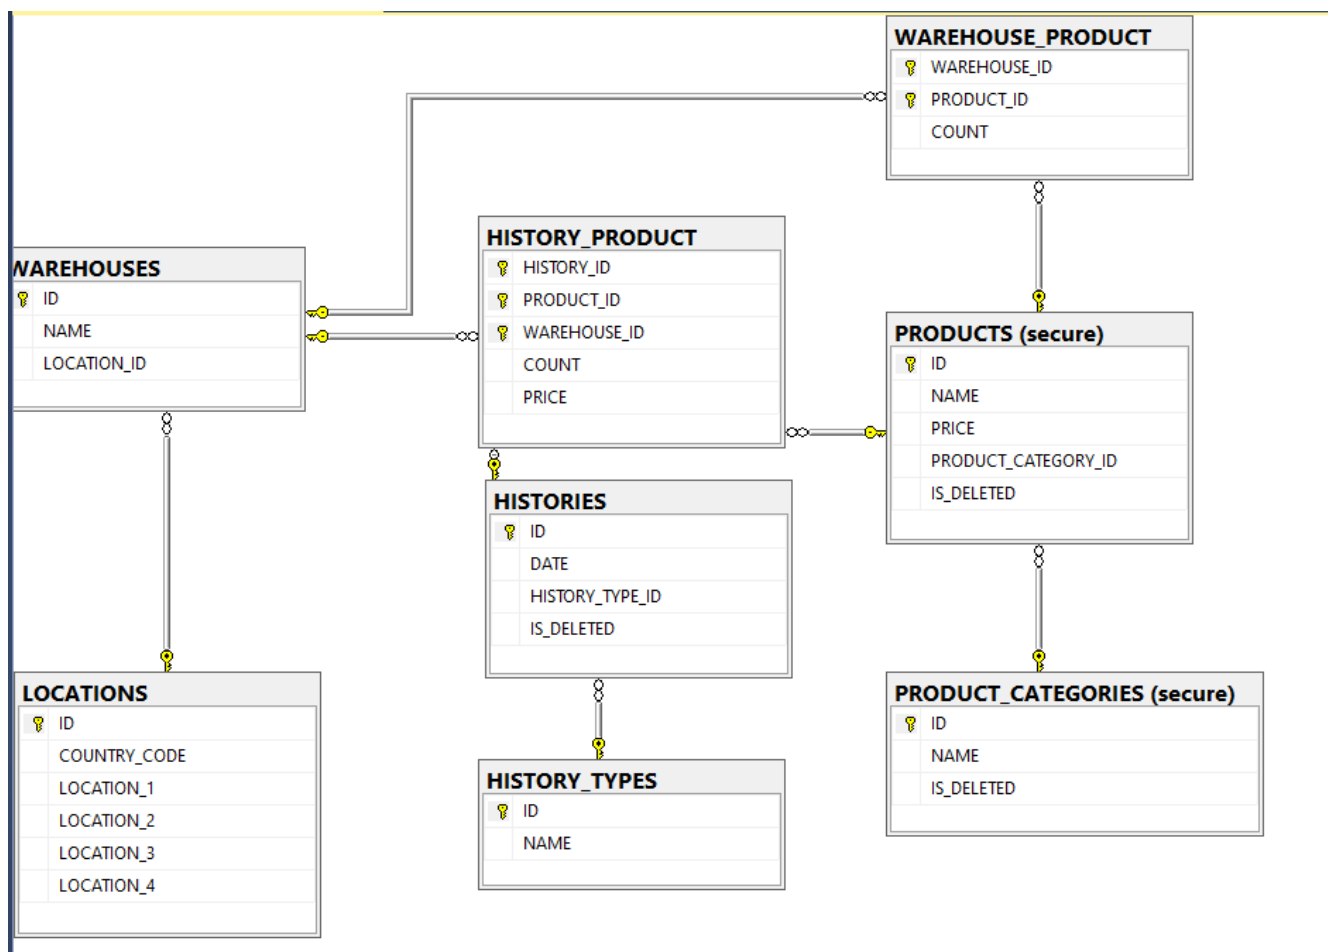 WAREHOUSE_PRODUCT
WAREHOUSE_ID
PRODUCT_ID
COUNT
HISTORY_PRODUCT
HISTORY_ID
PRODUCT_ID
WAREHOUSE_ID
COUNT
PRICE
WAREHOUSES
ID
NAME
LOCATION_ID
PRODUCTS (secure)
ID
NAME
PRICE
PRODUCT_CATEGORY_ID
IS_DELETED
HISTORIES
ID
DATE
HISTORY_TYPE_ID
IS_DELETED
LOCATIONS
ID
COUNTRY_CODE
LOCATION_1
LOCATION_2
LOCATION_3
LOCATION_4
HISTORY_TYPES
ID
NAME
PRODUCT_CATEGORIES (secure)
ID
NAME
IS_DELETED